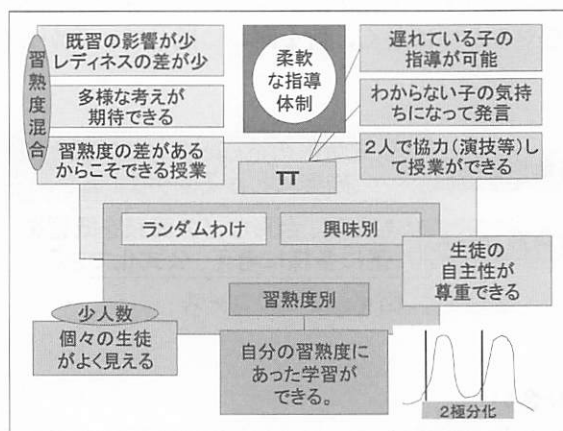 習熟度混合
既習の影響が少
レディネスの差が少
多様な考えが
期待できる
習熟度の差がある
からこそできる授業
柔軟
な指導
体制
遅れている子の
指導が可能
わからない子の気持
ちになって発言
2人で協力(演技等)し
て授業ができる
TT
ランダムわけ
興味別
生徒の
自主性が
尊重できる
習熟度別
少人数
個々の生徒
がよく見える
自分の習熟度に
あった学習が
できる。
2極分化